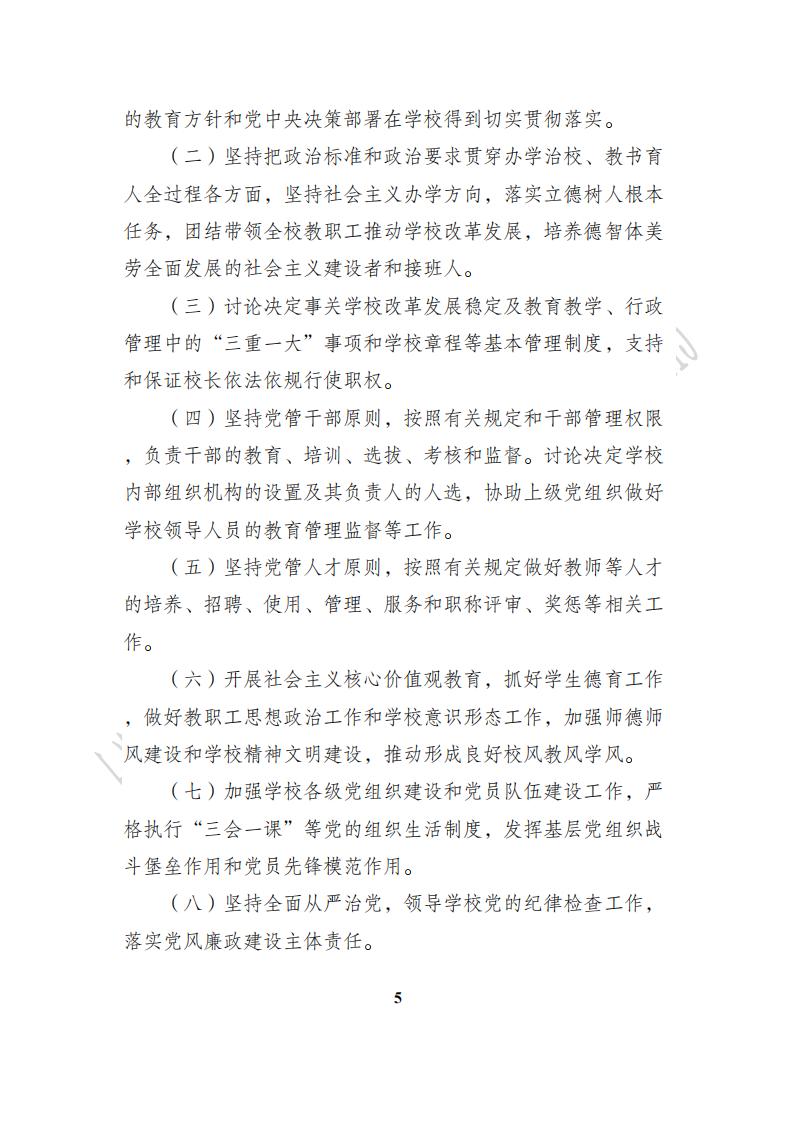 的教育方针和党中央决策部署在学校得到切实贯彻落实。
（二）坚持把政治标准和政治要求贯穿办学治校、教书育
人全过程各方面，坚持社会主义办学方向，落实立德树人根本
任务，团结带领全校教职工推动学校改革发展，培养德智体美
劳全面发展的社会主义建设者和接班人。
（三）讨论决定事关学校改革发展稳定及教育教学、行政
管理中的“三重一大”事项和学校章程等基本管理制度，支持
和保证校长依法依规行使职权。
（四）坚持党管干部原则，按照有关规定和干部管理权限
，负责干部的教育、培训、选拔、考核和监督。讨论决定学校
内部组织机构的设置及其负责人的人选，协助上级党组织做好
学校领导人员的教育管理监督等工作。
（五）坚持党管人才原则，按照有关规定做好教师等人才
的培养、招聘、使用、管理、服务和职称评审、奖惩等相关工
作。
（六）开展社会主义核心价值观教育，抓好学生德育工作
，做好教职工思想政治工作和学校意识形态工作，加强师德师
风建设和学校精神文明建设，推动形成良好校风教风学风。
（七）加强学校各级党组织建设和党员队伍建设工作，严
格执行“三会一课”等党的组织生活制度，发挥基层党组织战
斗堡垒作用和党员先锋模范作用。
（八）坚持全面从严治党，领导学校党的纪律检查工作，
落实党风廉政建设主体责任。
5